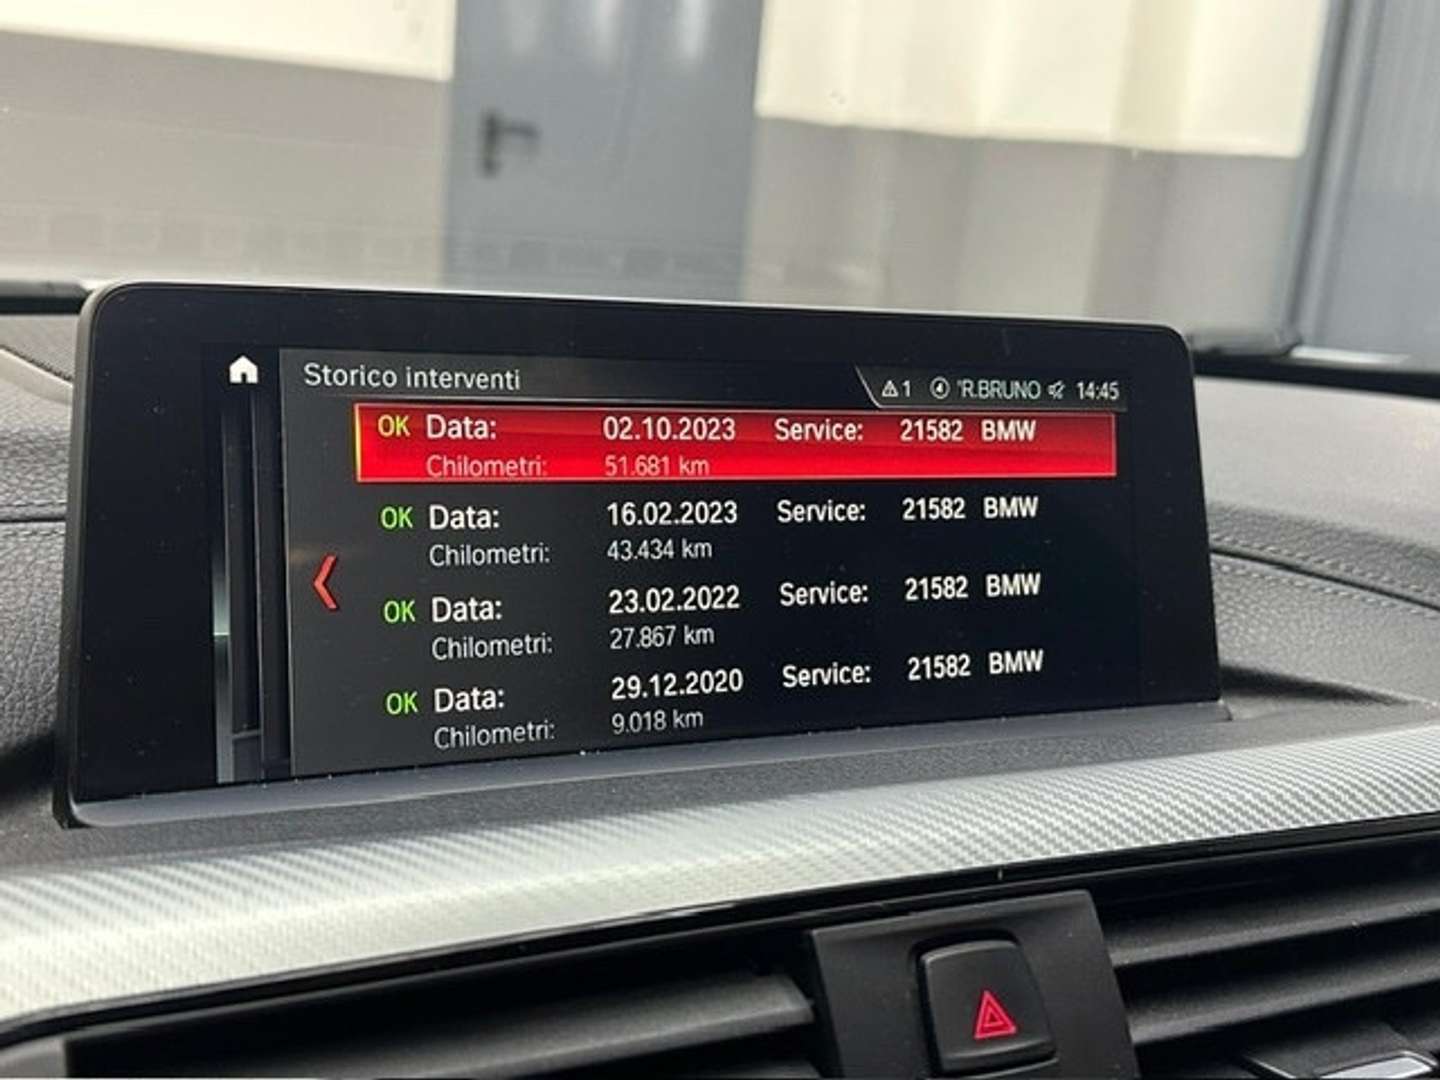 Storico interventi 1 'R.BRUNO 14:45
OK Data: 02.10.2023 Service: 21582 BMW
Chilometri: 51.681 km
OK Data: 16.02.2023 Service: 21582 BMW
Chilometri: 43.434 km
OK Data: 23.02.2022 Service: 21582 BMW
Chilometri: 27.867 km
OK Data: 29.12.2020 Service: 21582 BMW
Chilometri: 9.018 km